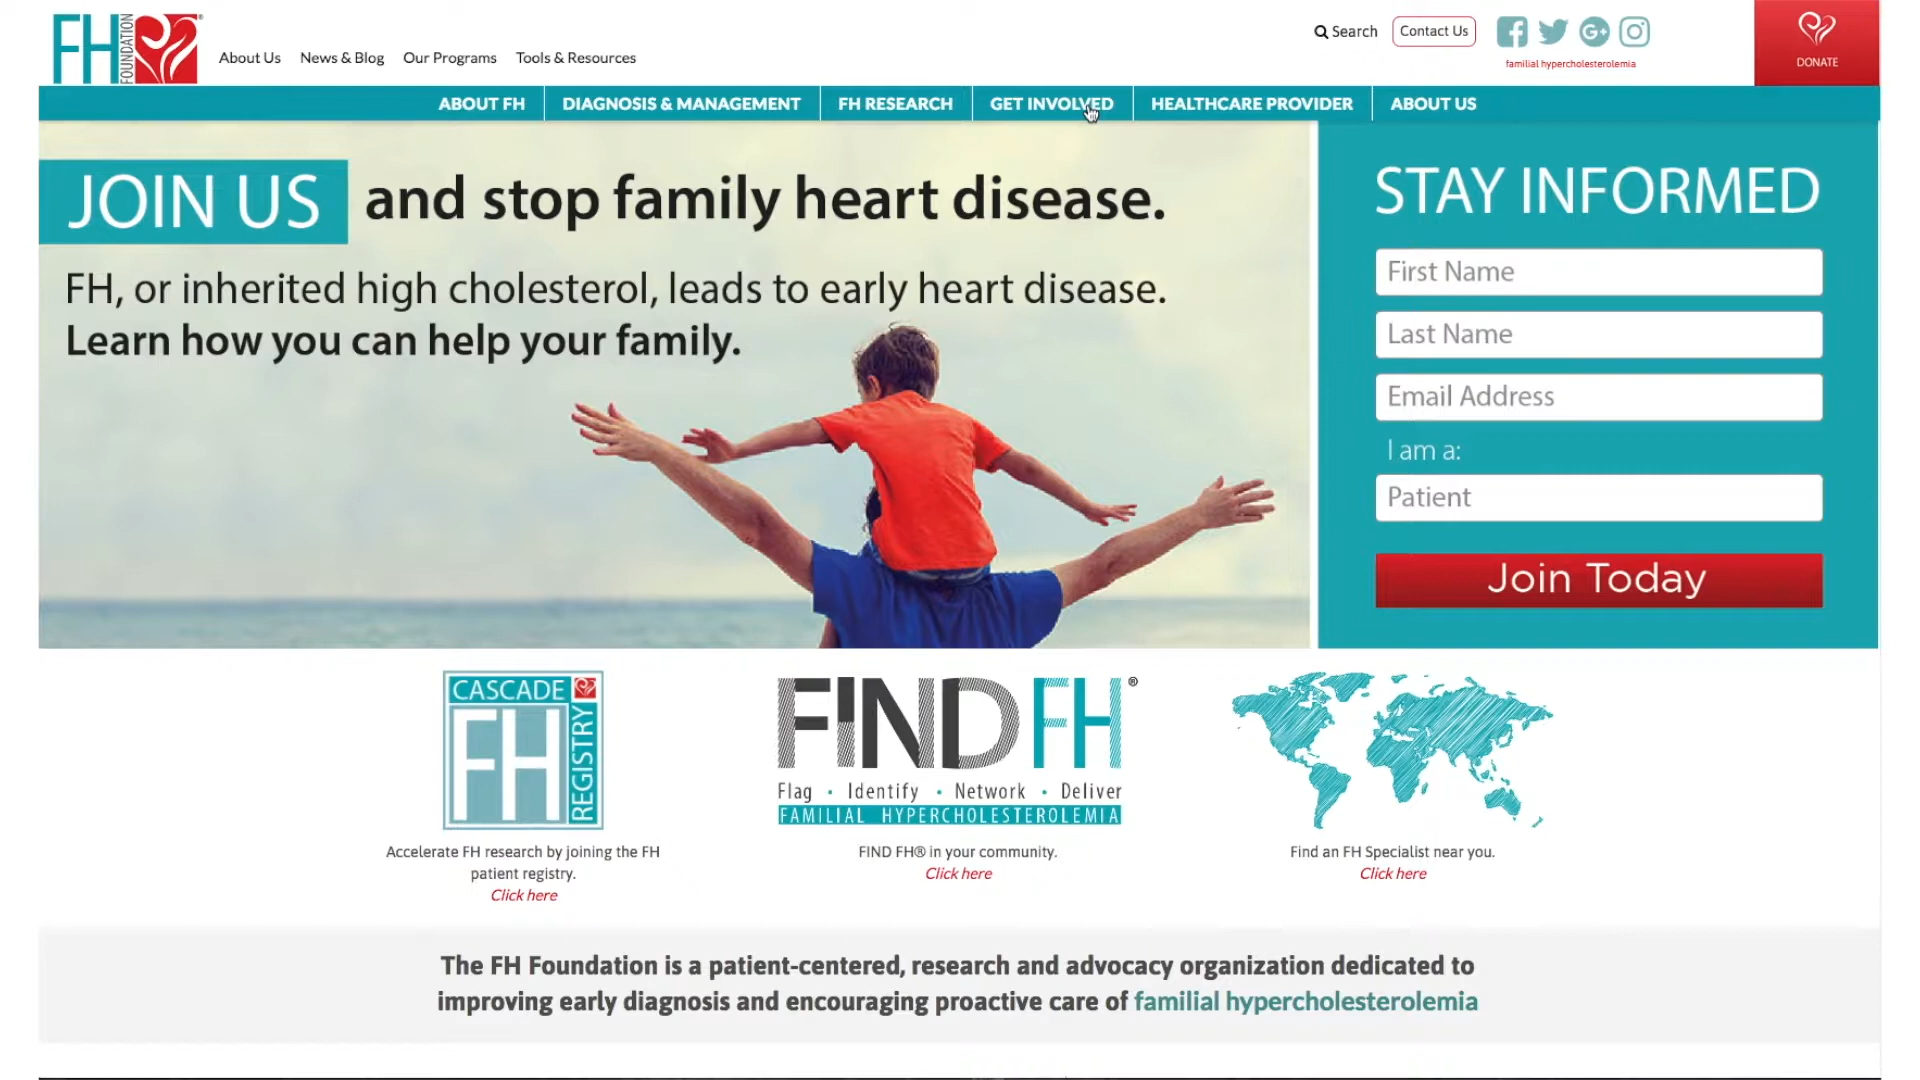 FH FOUNDATION
About Us News & Blog Our Programs Tools & Resources
Search Contact Us
familial hypercholesterolemia
DONATE
ABOUT FH DIAGNOSIS & MANAGEMENT FH RESEARCH GET INVOLVED HEALTHCARE PROVIDER ABOUT US
JOIN US and stop family heart disease.
FH, or inherited high cholesterol, leads to early heart disease.
Learn how you can help your family.
STAY INFORMED
First Name
Last Name
Email Address
I am a:
Patient
Join Today
CASCADE
FH
REGISTRY
Accelerate FH research by joining the FH
patient registry.
Click here
FIND FH®
Flag • Identify • Network • Deliver
FAMILIAL HYPERCHOLESTEROLEMIA
FIND FH® in your community.
Click here
Find an FH Specialist near you.
Click here
The FH Foundation is a patient-centered, research and advocacy organization dedicated to
improving early diagnosis and encouraging proactive care of familial hypercholesterolemia